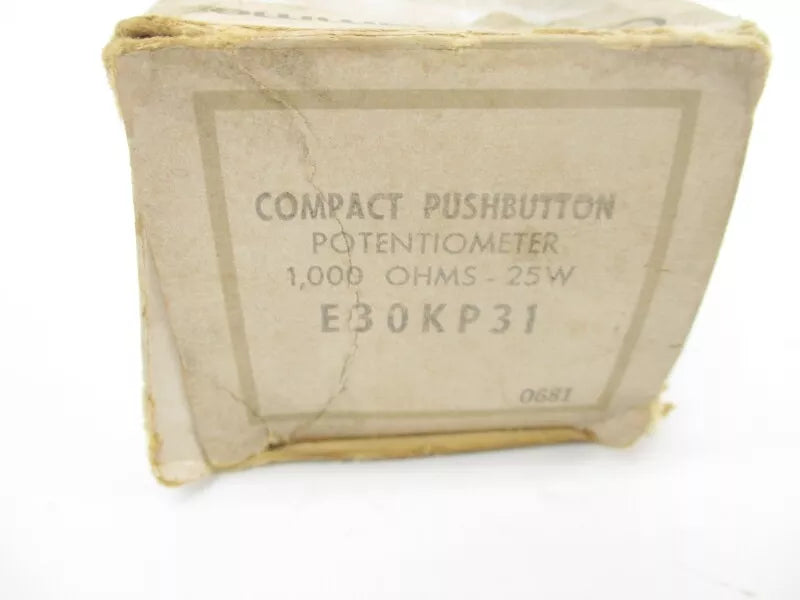 COMPACT PUSHBUTTON
POTENTIOMETER
1,000 OHMS - 25W
E30KP31
0681